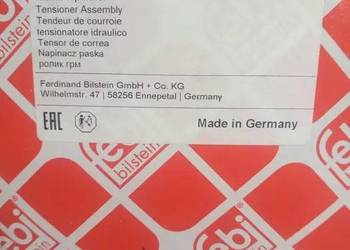 Tensioner Assembly
Tendeur de courroie
tensionatore idraulico
Tensor de correa
Napinacz paska
ролик грм
Ferdinand Bilstein GmbH + Co. KG
Wilhelmstr. 47 | 58256 Ennepetal | Germany
EAC
Made in Germany
febi
bilstein